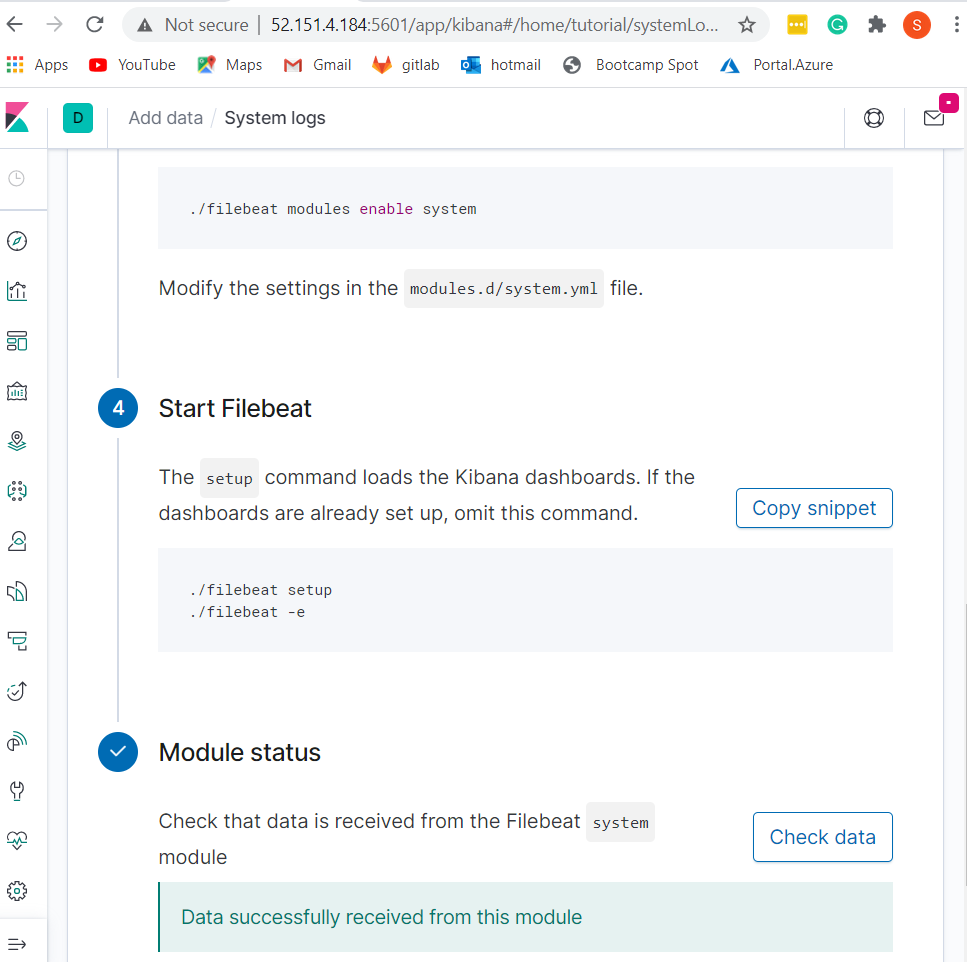 Not secure | 52.151.4.184:5601/app/kibana#/home/tutorial/systemLo...
S
Apps YouTube Maps Gmail gitlab hotmail Bootcamp Spot Portal.Azure
D Add data / System logs
./filebeat modules enable system
Modify the settings in the modules.d/system.yml file.
4 Start Filebeat
The setup command loads the Kibana dashboards. If the
dashboards are already set up, omit this command.
Copy snippet
./filebeat setup
./filebeat -e
Module status
Check that data is received from the Filebeat system
module
Check data
Data successfully received from this module